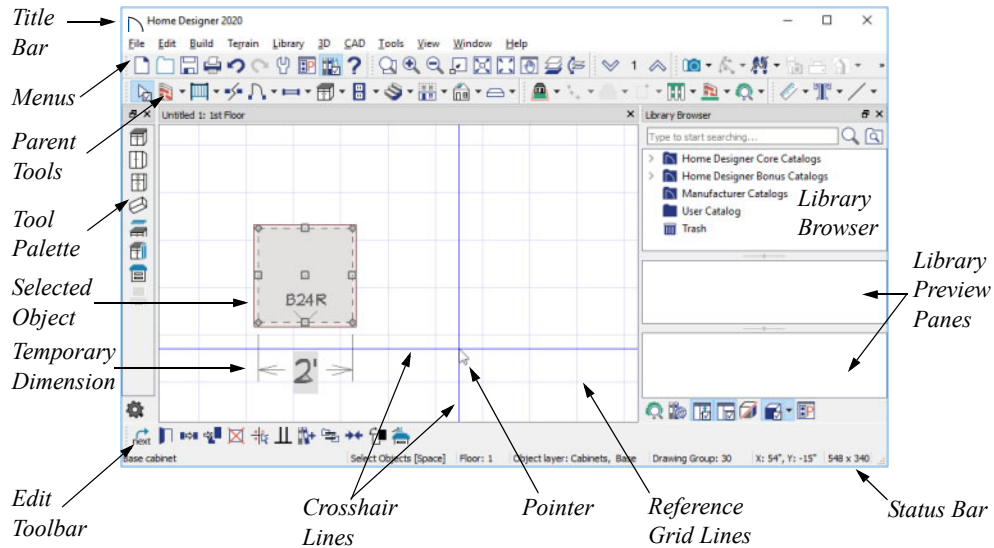 Title
Bar
Home Designer 2020
File Edit Build Terrain Library 3D CAD Tools View Window Help
Menus
1
Parent
Tools
Untitled 1: 1st Floor
Library Browser
Type to start searching...
Home Designer Core Catalogs
Home Designer Bonus Catalogs
Manufacturer Catalogs
User Catalog
Trash
Library
Browser
Tool
Palette
Selected
Object
B24R
Library
Preview
Panes
Temporary
Dimension
2'
next
Base cabinet Select Objects [Space] Floor: 1 Object layer: Cabinets, Base Drawing Group: 30 X: 54", Y: -15" 548 x 340
Edit
Toolbar
Crosshair
Lines
Pointer
Reference
Grid Lines
Status Bar